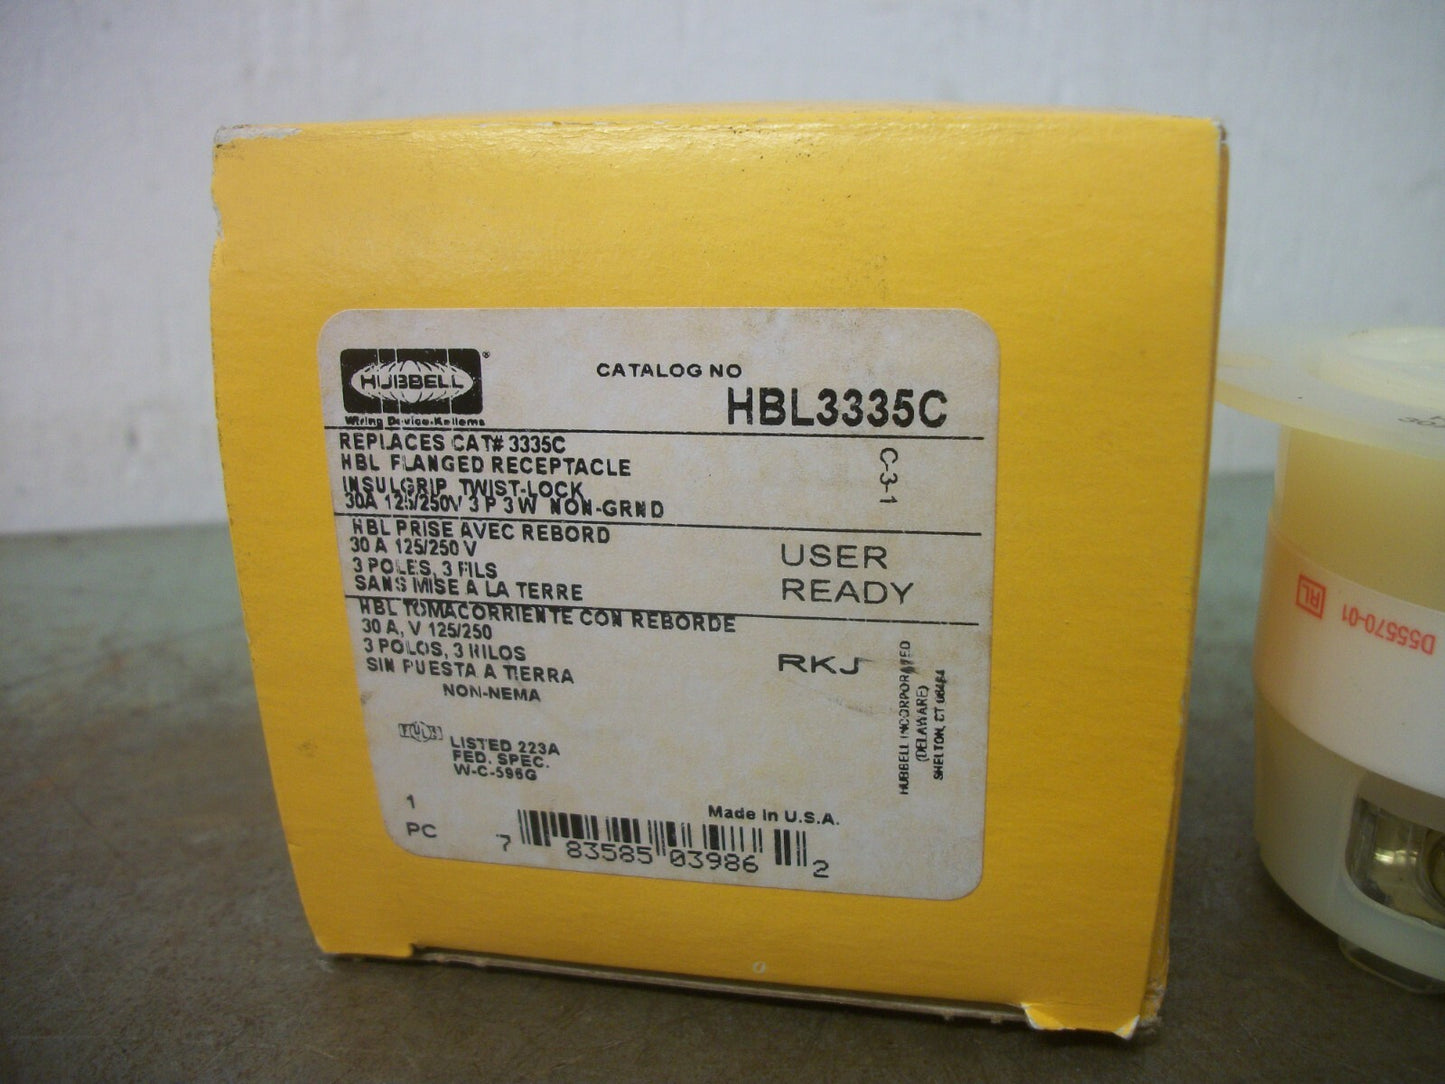 HUBBELL
®
Wiring Device-Kellems
CATALOG NO
HBL3335C
REPLACES CAT# 3335C
HBL FLANGED RECEPTACLE
INSULGRIP TWIST-LOCK
30A 125/250V 3 P 3 W NON-GRND
C-3-1
HBL PRISE AVEC REBORD
30 A 125/250 V
3 POLES, 3 FILS
SANS MISE A LA TERRE
USER
READY
HBL TOMACORRIENTE CON REBORDE
30 A, V 125/250
3 POLOS, 3 HILOS
SIN PUESTA A TIERRA
NON-NEMA
RKJ
HUBBELL INCORPORATED
(DELAWARE)
SHELTON, CT 06484
LISTED 223A
FED. SPEC.
W-C-596G
1
PC
Made in U.S.A.
7 83585 03986 2
D55570-01